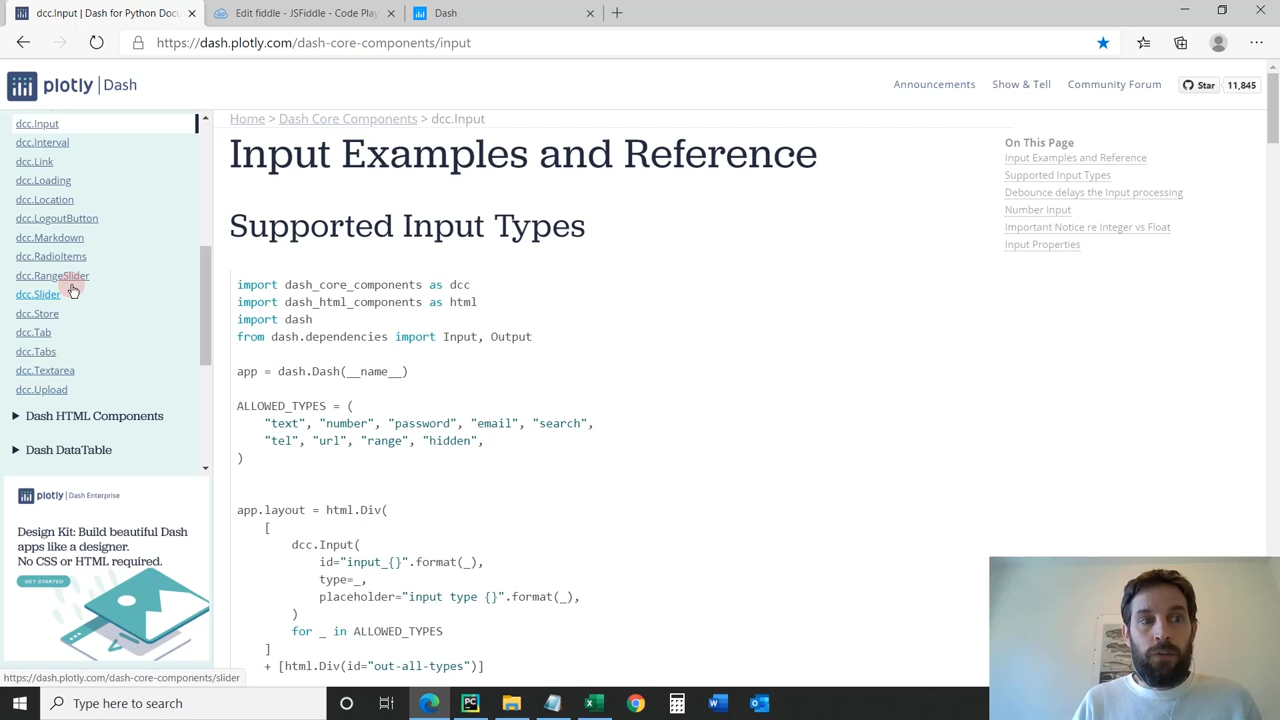 dcc.Input | Dash for Python Docu
Edit fiddle - JSFiddle - Code Play
Dash
https://dash.plotly.com/dash-core-components/input
plotly | Dash
Announcements
Show & Tell
Community Forum
Star
11,845
dcc.Input
dcc.Interval
dcc.Link
dcc.Loading
dcc.Location
dcc.LogoutButton
dcc.Markdown
dcc.RadioItems
dcc.RangeSlider
dcc.Slider
dcc.Store
dcc.Tab
dcc.Tabs
dcc.Textarea
dcc.Upload
Dash HTML Components
Dash DataTable
plotly | Dash Enterprise
Design Kit: Build beautiful Dash
apps like a designer.
No CSS or HTML required.
GET STARTED
https://dash.plotly.com/dash-core-components/slider
Home > Dash Core Components > dcc.Input
Input Examples and Reference
Supported Input Types
import dash_core_components as dcc
import dash_html_components as html
import dash
from dash.dependencies import Input, Output
app = dash.Dash(__name__)
ALLOWED_TYPES = (
"text", "number", "password", "email", "search",
"tel", "url", "range", "hidden",
)
app.layout = html.Div(
[
dcc.Input(
id="input_{}".format(_),
type=_,
placeholder="input type {}".format(_),
)
for _ in ALLOWED_TYPES
]
+ [html.Div(id="out-all-types")]
On This Page
Input Examples and Reference
Supported Input Types
Debounce delays the Input processing
Number Input
Important Notice re Integer vs Float
Input Properties
Type here to search